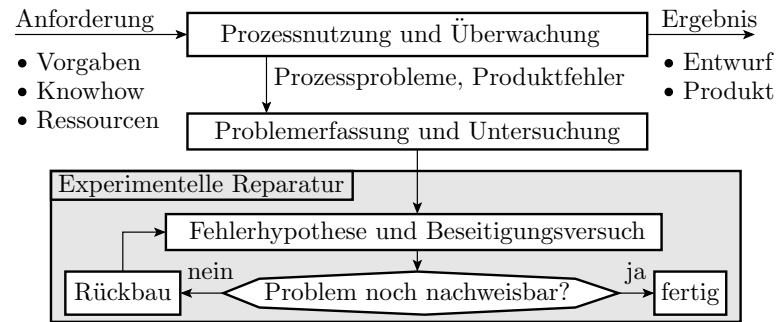 Anforderung
Prozessnutzung und Überwachung
Ergebnis
• Vorgaben
• Knowhow
• Ressourcen
• Entwurf
• Produkt
Prozessprobleme, Produktfehler
Problemerfassung und Untersuchung
Experimentelle Reparatur
Fehlerhypothese und Beseitigungsversuch
nein
ja
Rückbau
Problem noch nachweisbar?
fertig